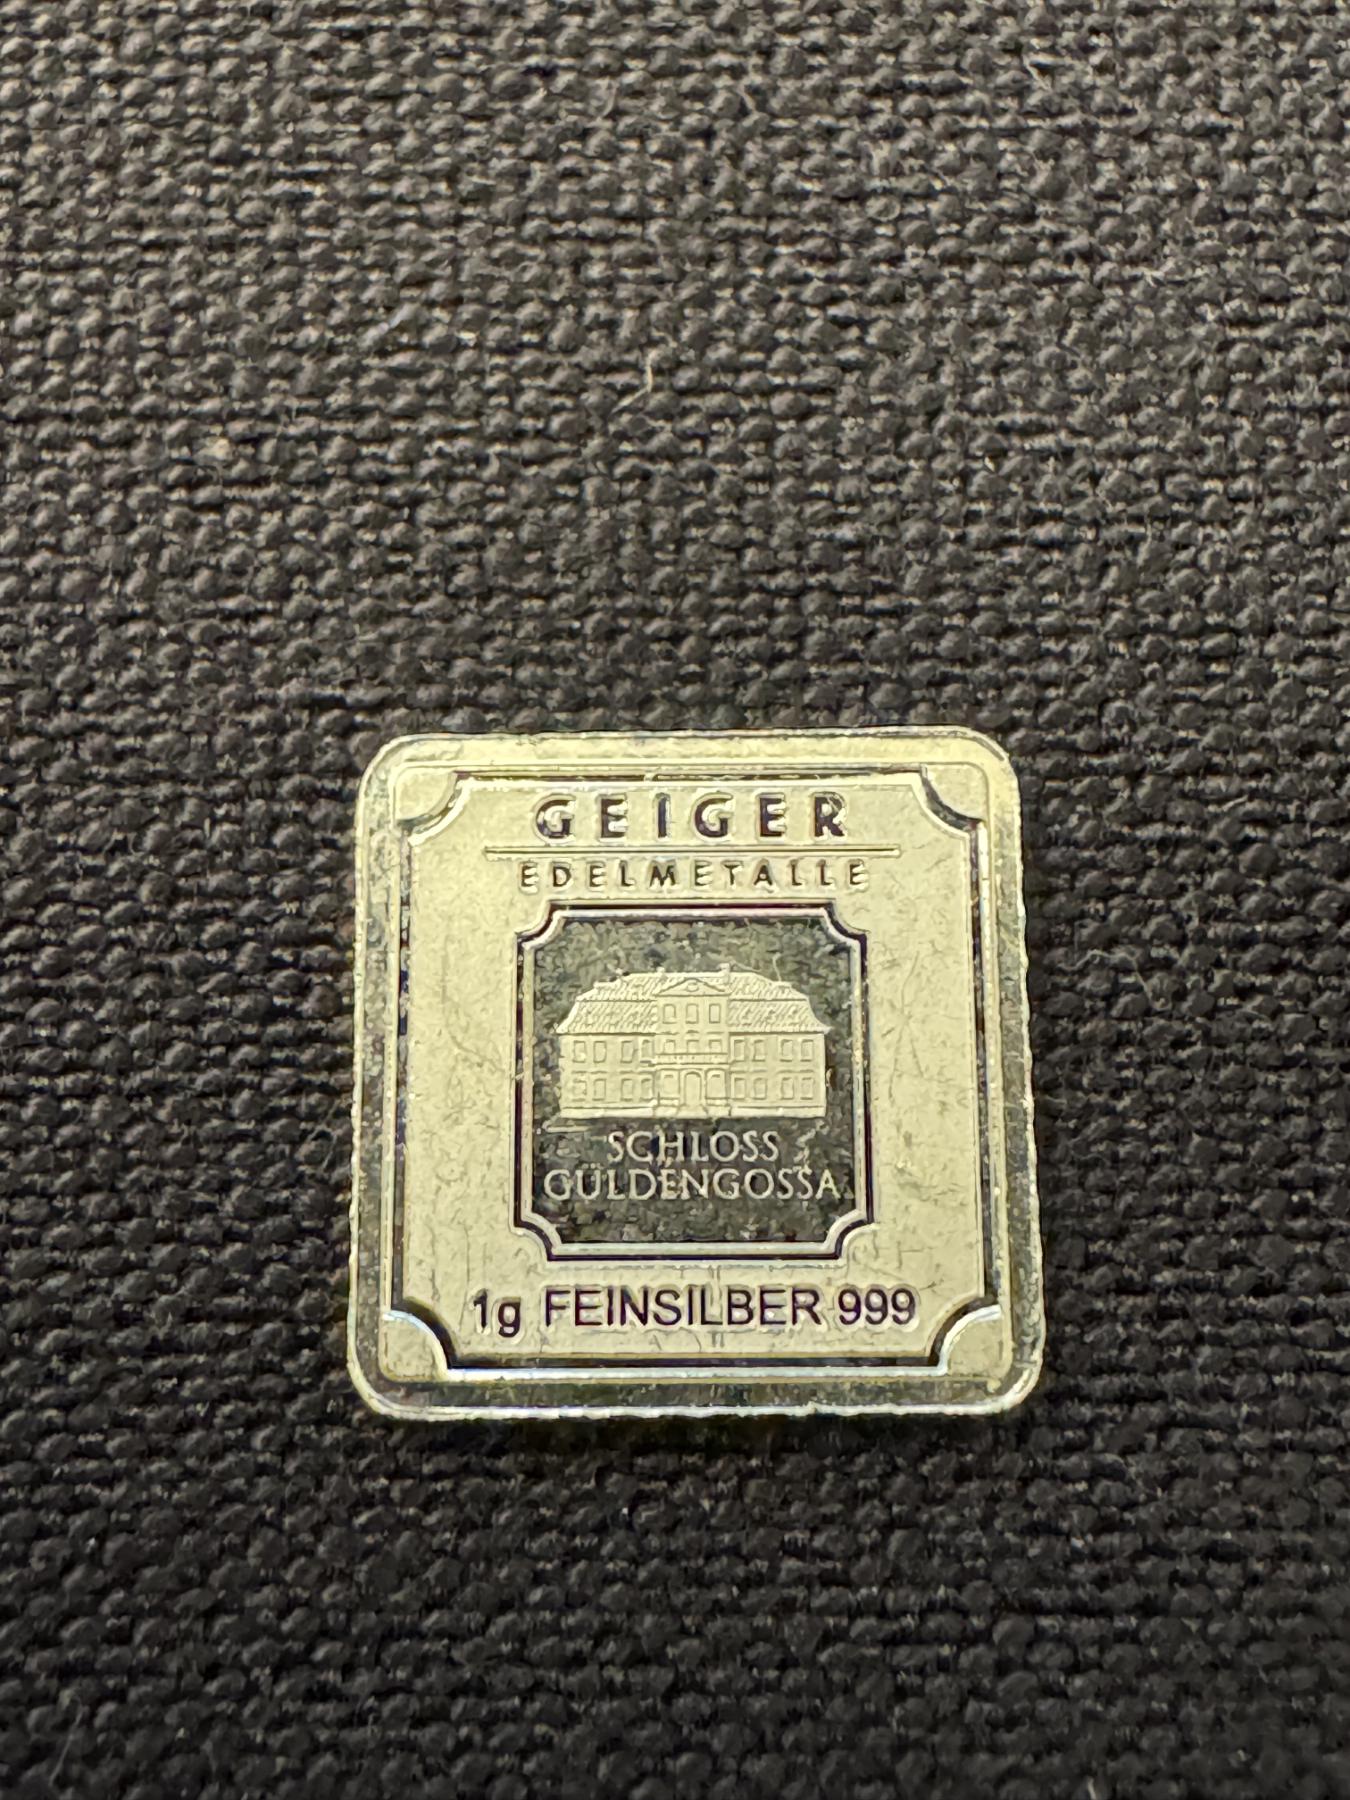 GEIGER
EDELMETALLE
SCHLOSS
GÜLDENGOSSA
1g FEINSILBER 999